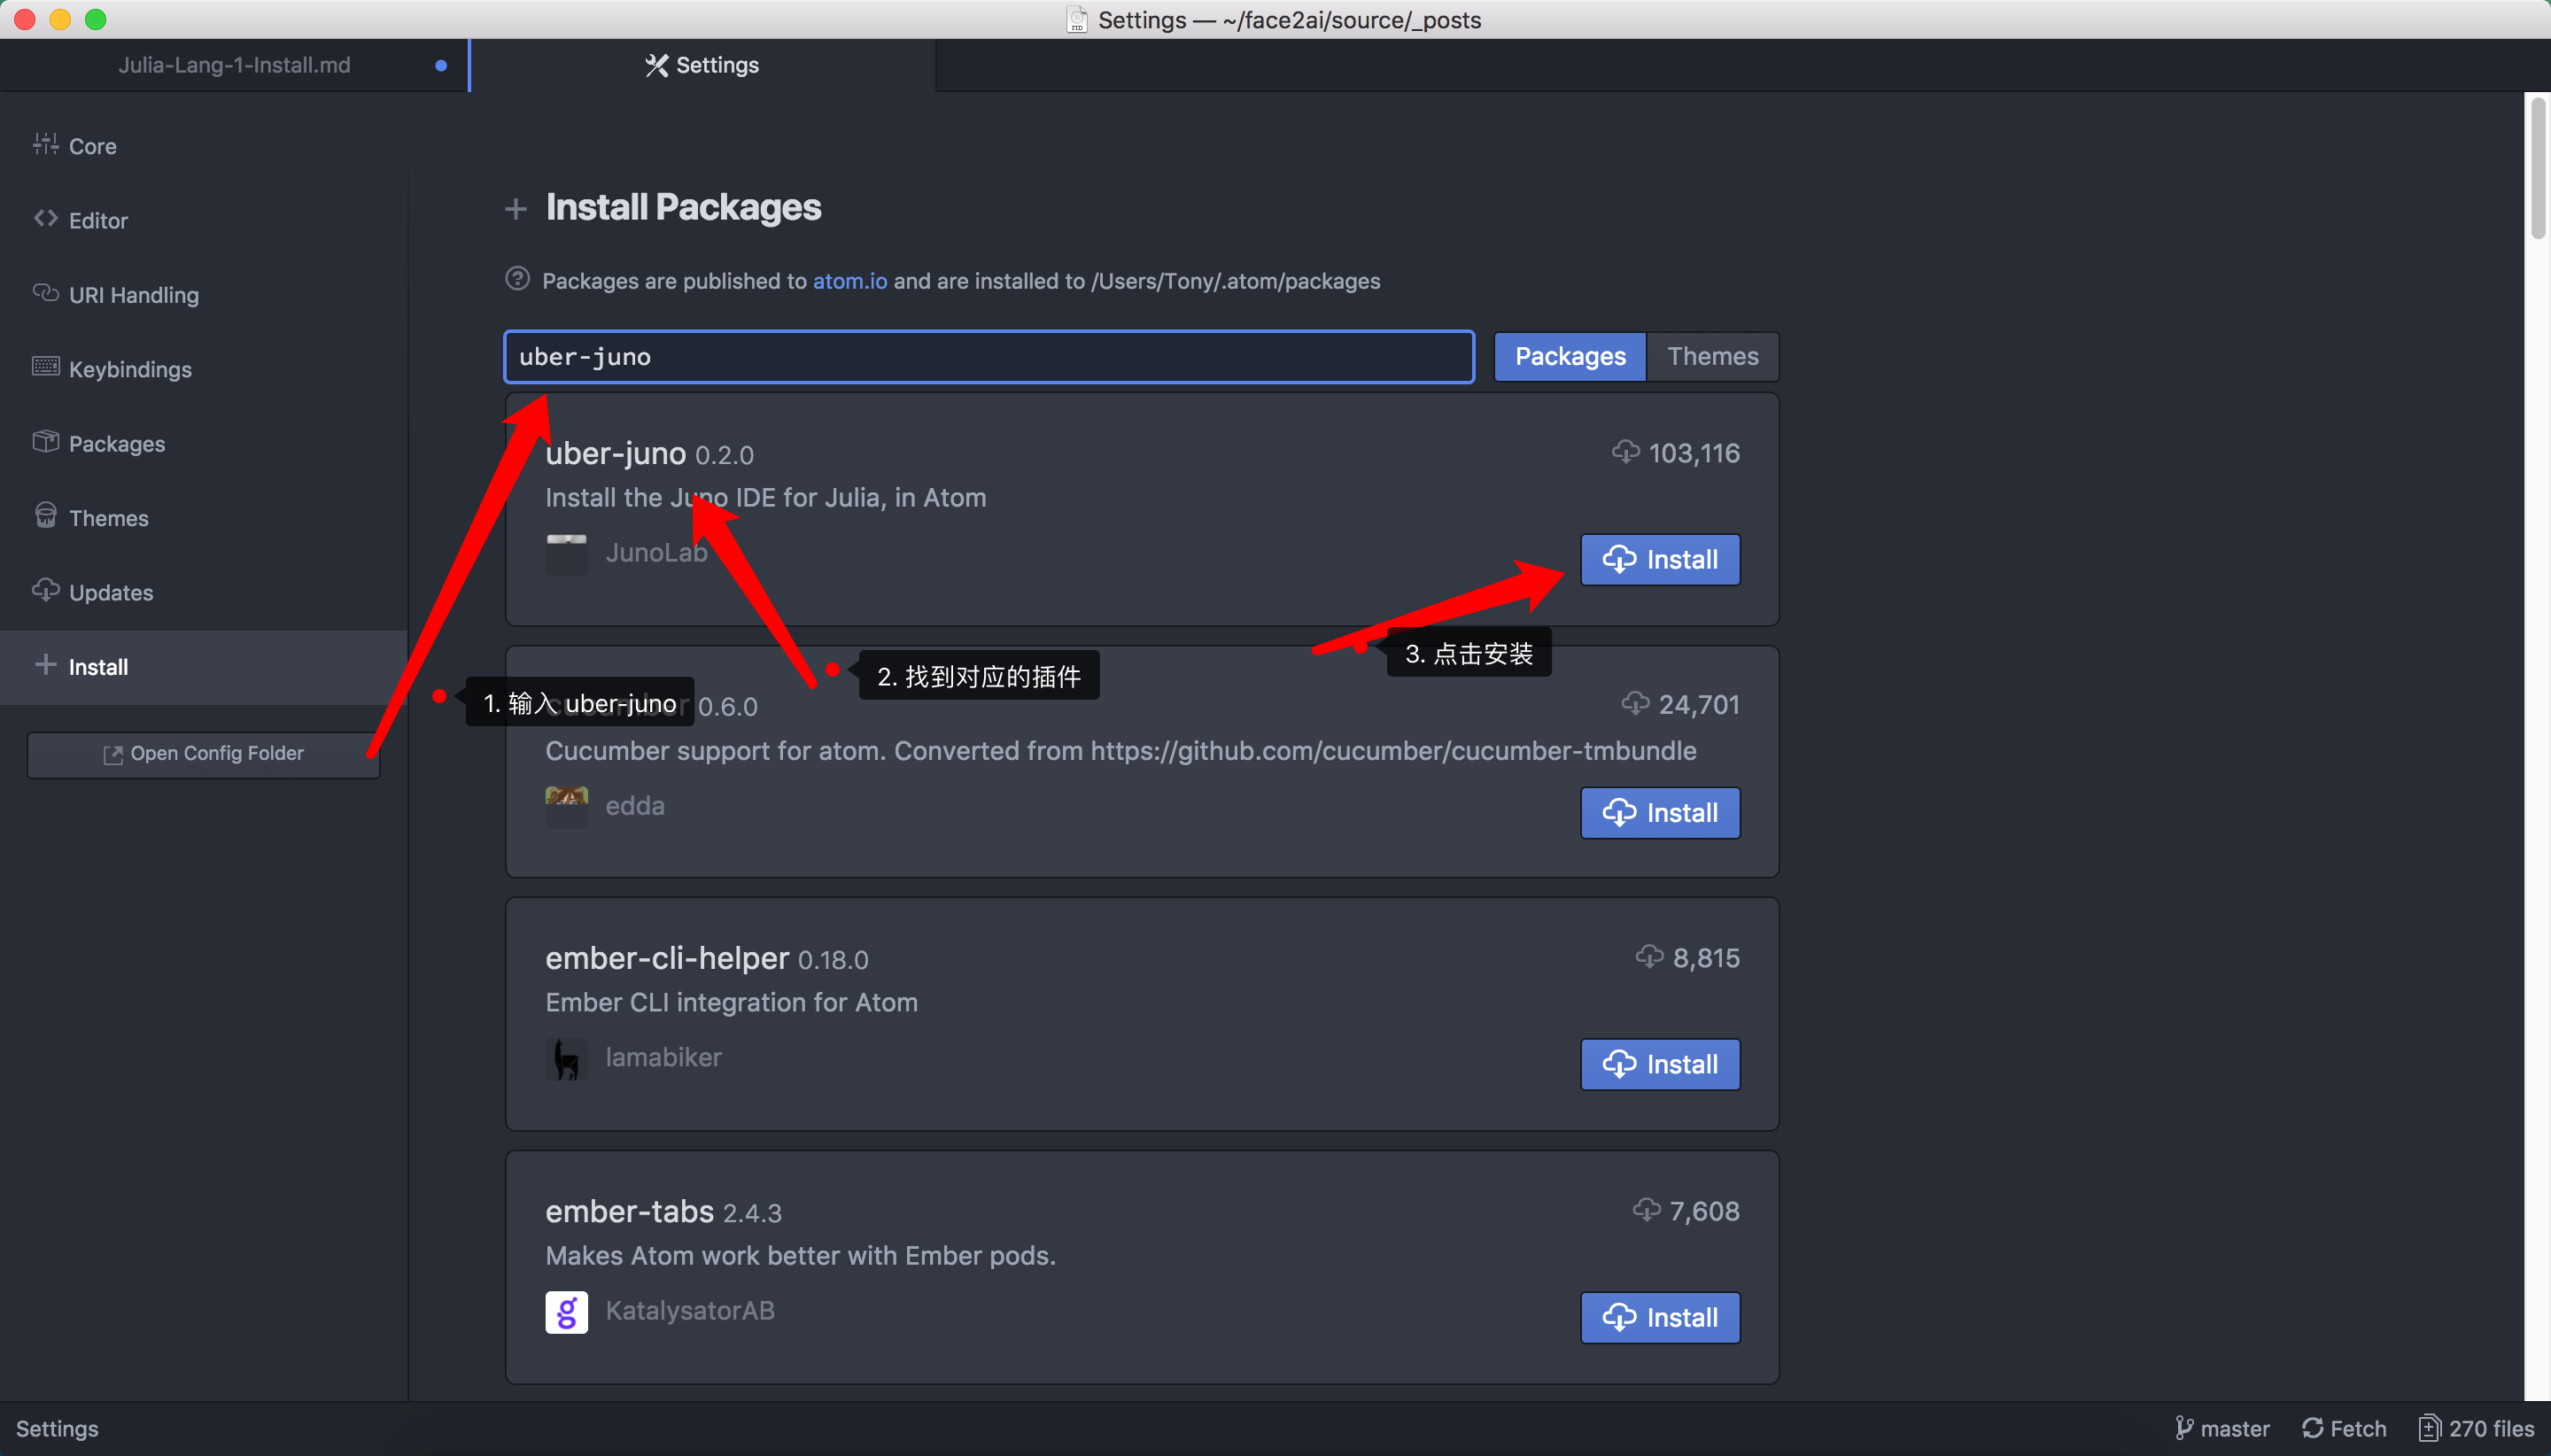 Settings — ~/face2ai/source/_posts
Julia-Lang-1-Install.md
Settings
Core
Editor
URI Handling
Keybindings
Packages
Themes
Updates
Install
Open Config Folder
Install Packages
Packages are published to atom.io and are installed to /Users/Tony/.atom/packages
uber-juno
Packages
Themes
uber-juno 0.2.0
103,116
Install the Juno IDE for Julia, in Atom
JunoLab
Install
1. 输入 uber-juno
2. 找到对应的插件
3. 点击安装
cucumber 0.6.0
24,701
Cucumber support for atom. Converted from https://github.com/cucumber/cucumber-tmbundle
edda
Install
ember-cli-helper 0.18.0
8,815
Ember CLI integration for Atom
lamabiker
Install
ember-tabs 2.4.3
7,608
Makes Atom work better with Ember pods.
g
KatalysatorAB
Install
Settings
master
Fetch
270 files